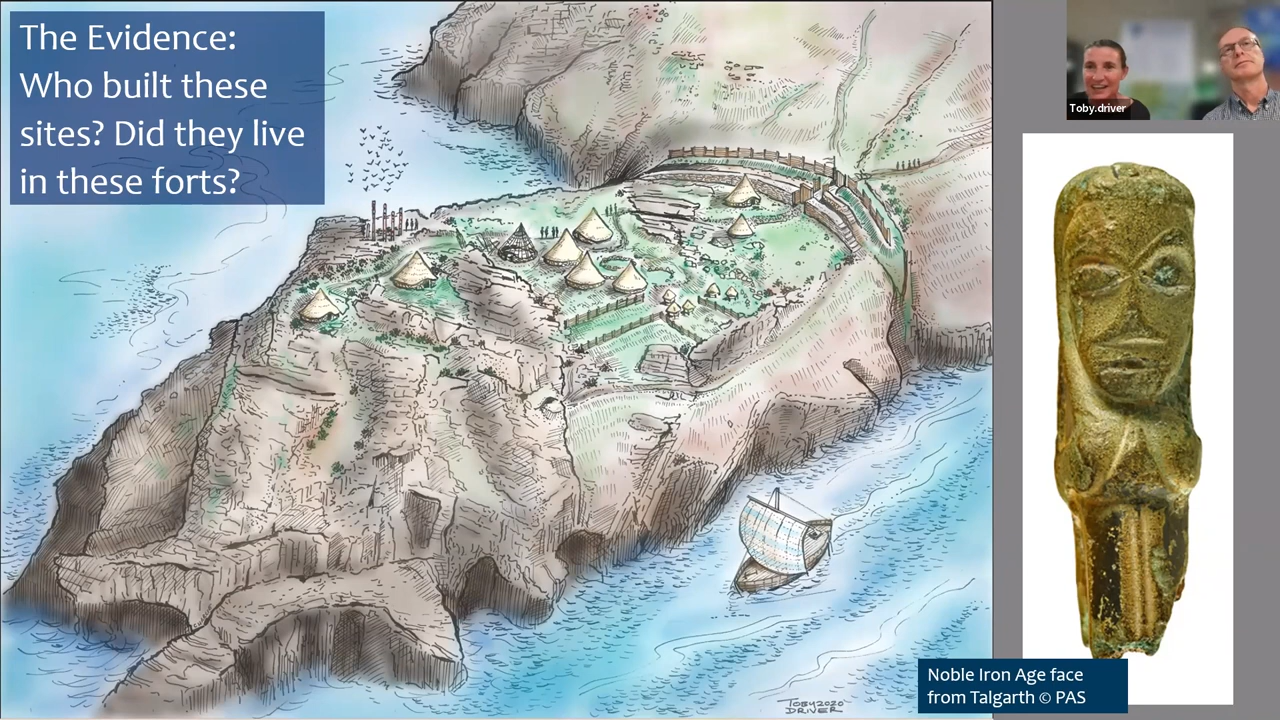 The Evidence:
Who built these
sites? Did they live
in these forts?
Toby.driver
Noble Iron Age face
from Talgarth © PAS
TOBY 2020
DRIVER